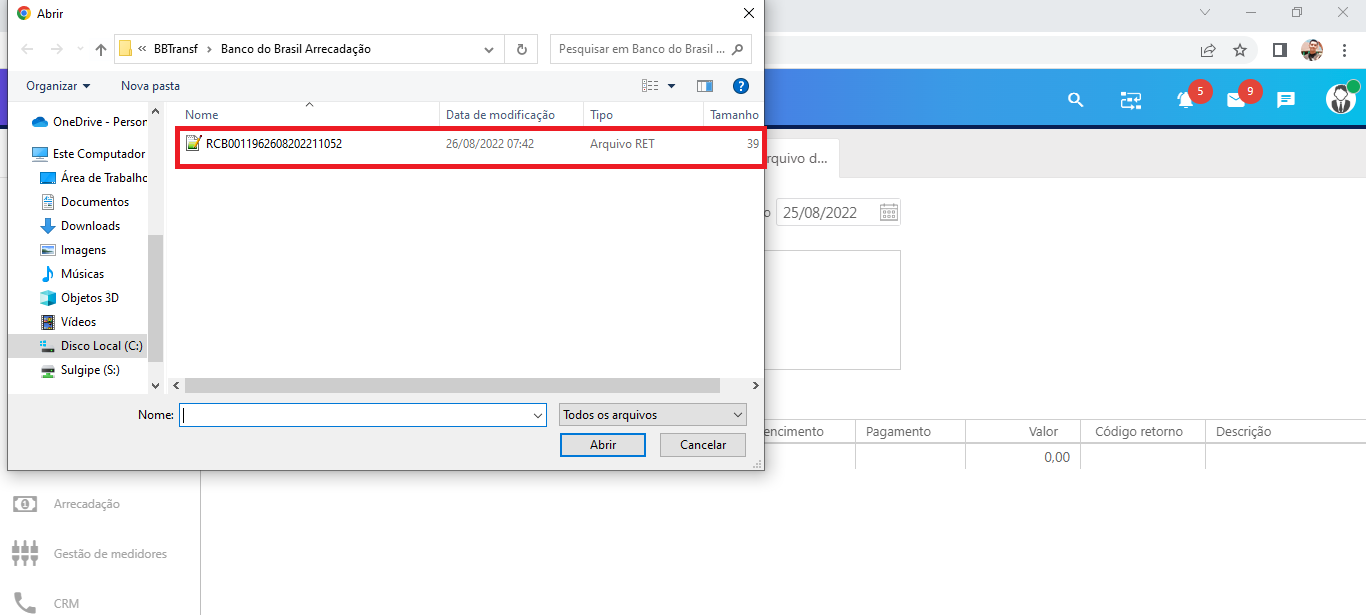 Abrir
« BBTransf › Banco do Brasil Arrecadação
Pesquisar em Banco do Brasil ...
Organizar
Nova pasta
5
9
Nome
Data de modificação
Tipo
Tamanho
RCB0011962608202211052
26/08/2022 07:42
Arquivo RET
39
OneDrive - Person
Este Computador
Área de Trabalho
Documentos
Downloads
Imagens
Músicas
Objetos 3D
Vídeos
Disco Local (C:)
Sulgipe (S:)
Nome:
Todos os arquivos
Abrir
Cancelar
rquivo d...
o
25/08/2022
encimento
Pagamento
Valor
Código retorno
Descrição
0,00
Arrecadação
Gestão de medidores
CRM